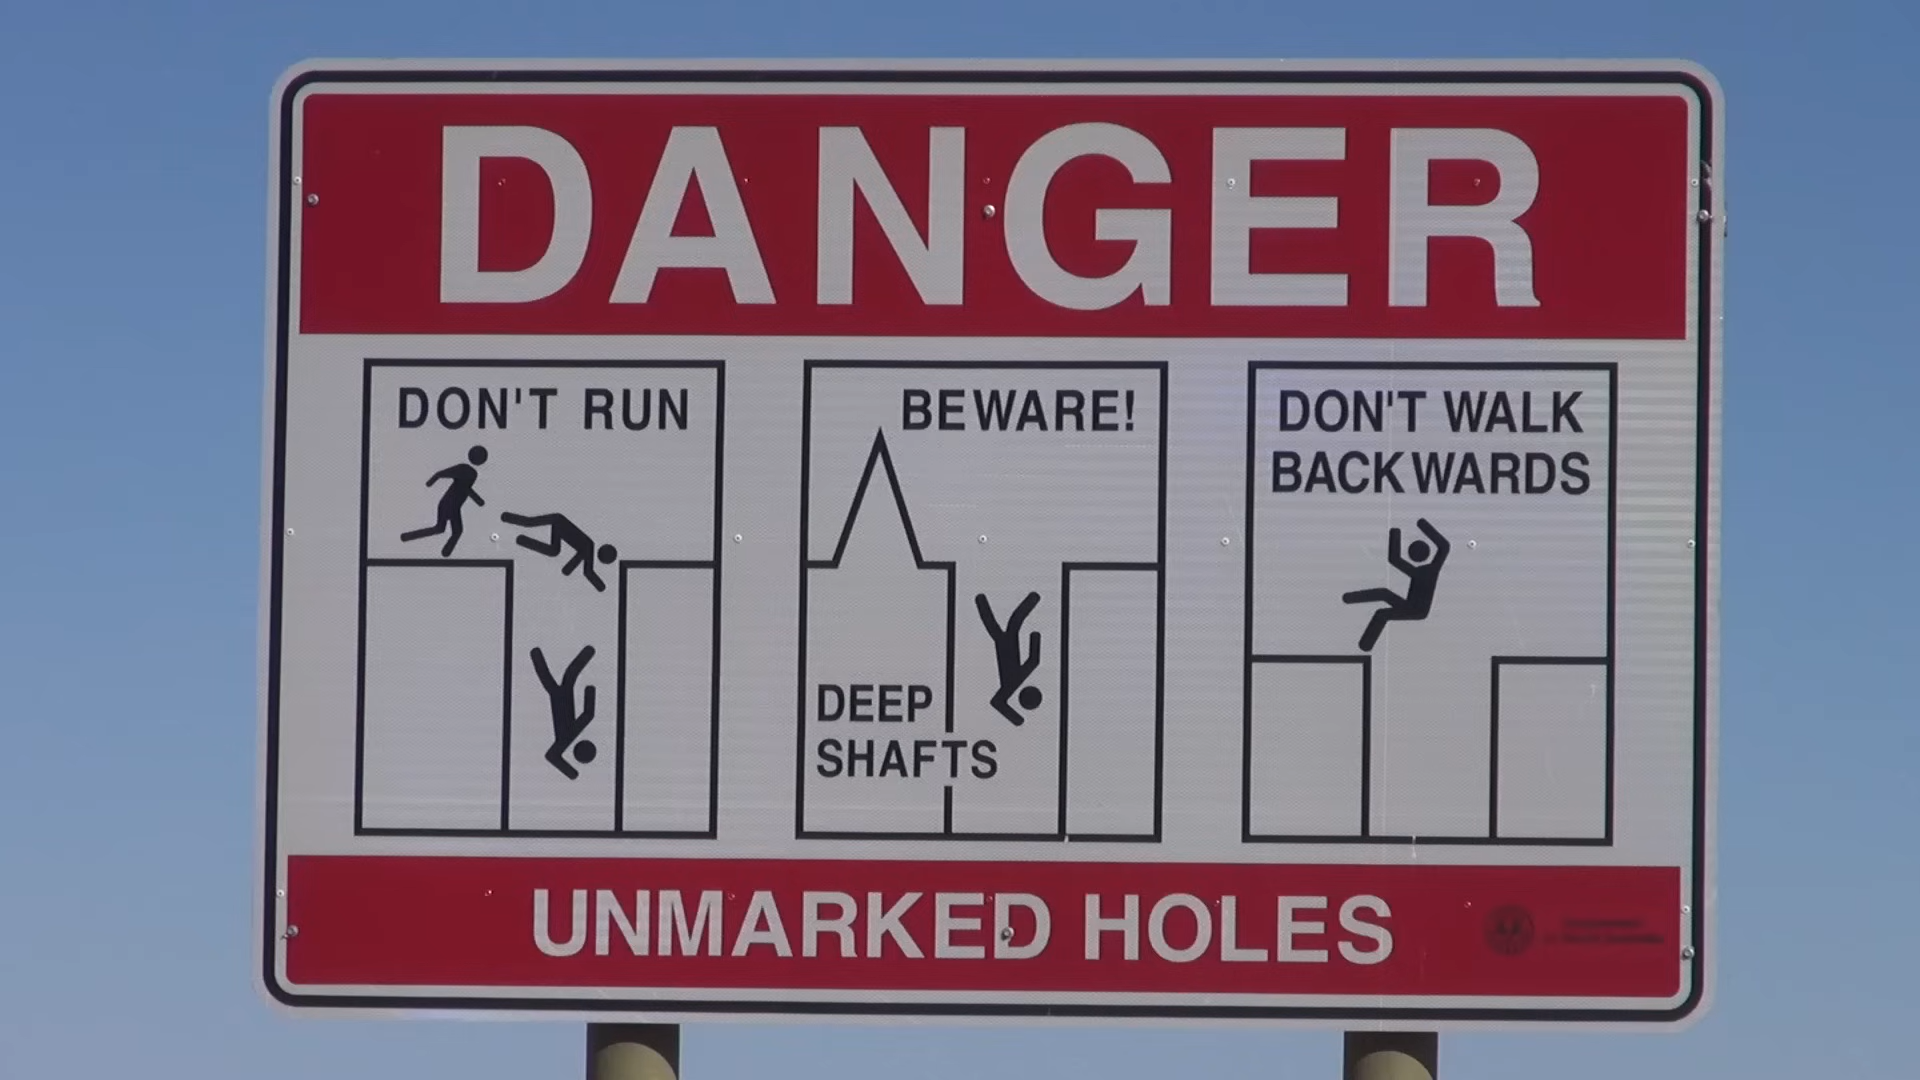 DANGER
DON'T RUN
BEWARE!
DEEP
SHAFTS
DON'T WALK
BACKWARDS
UNMARKED HOLES